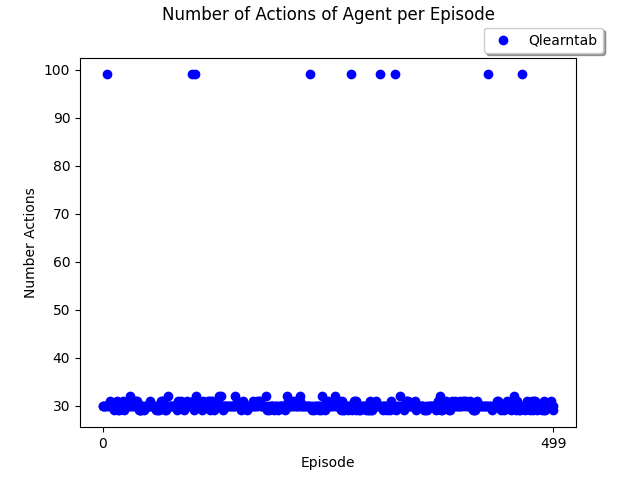 Number of Actions of Agent per Episode
Qlearntab
100
90
80
70
60
50
40
30
Number Actions
0 499
Episode